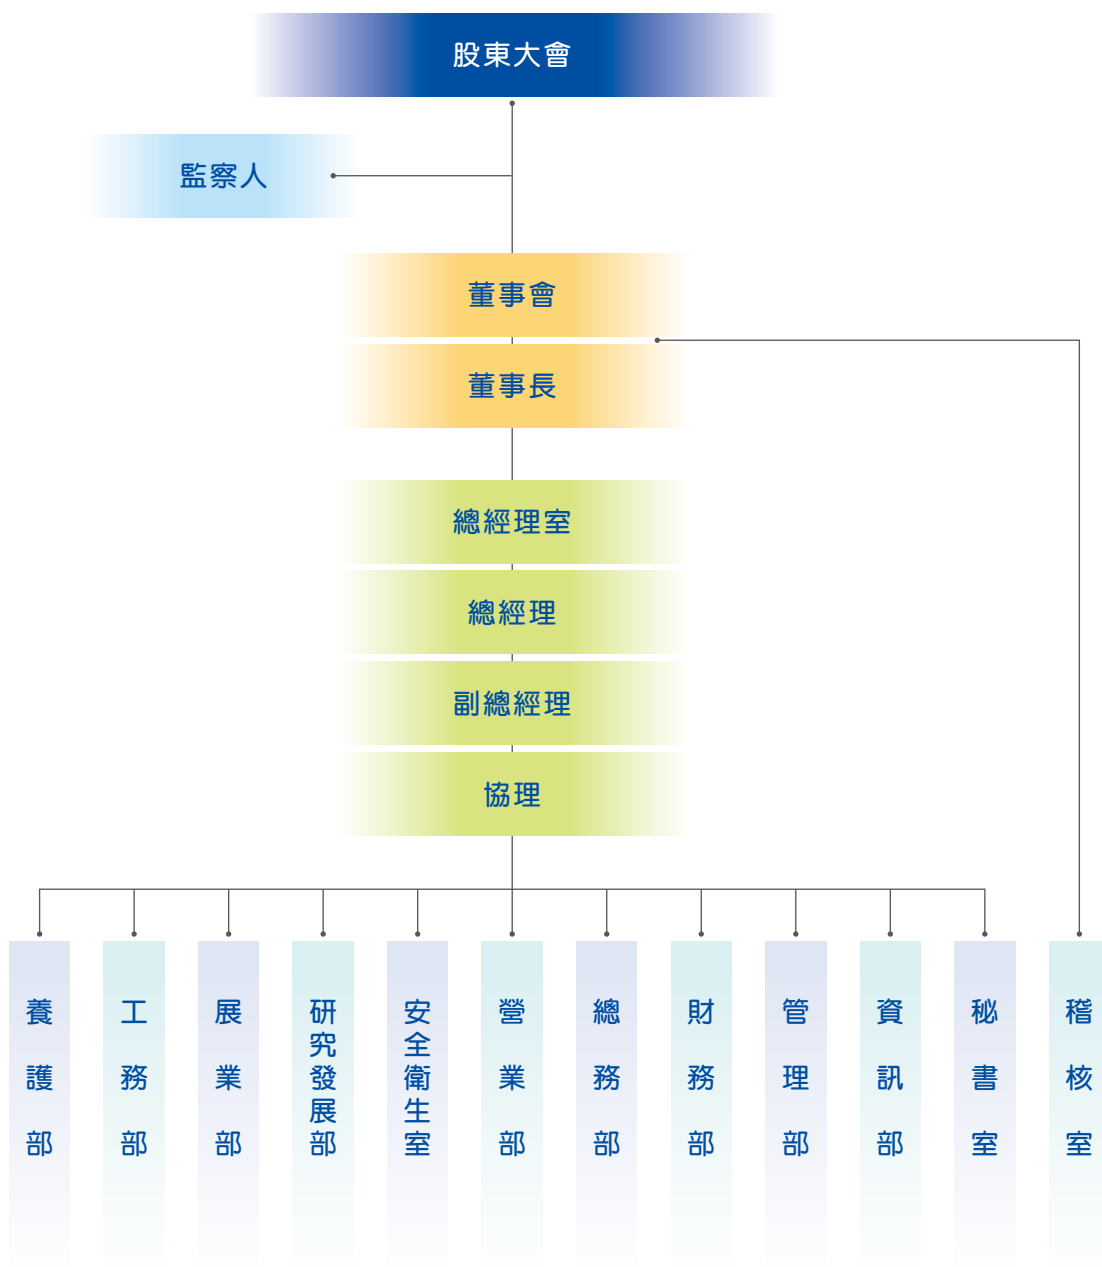 股東大會
監察人
董事會
董事長
總經理室
總經理
副總經理
協理
養護部
工務部
展業部
研究發展部
安全衛生室
營業部
總務部
財務部
管理部
資訊部
秘書室
稽核室